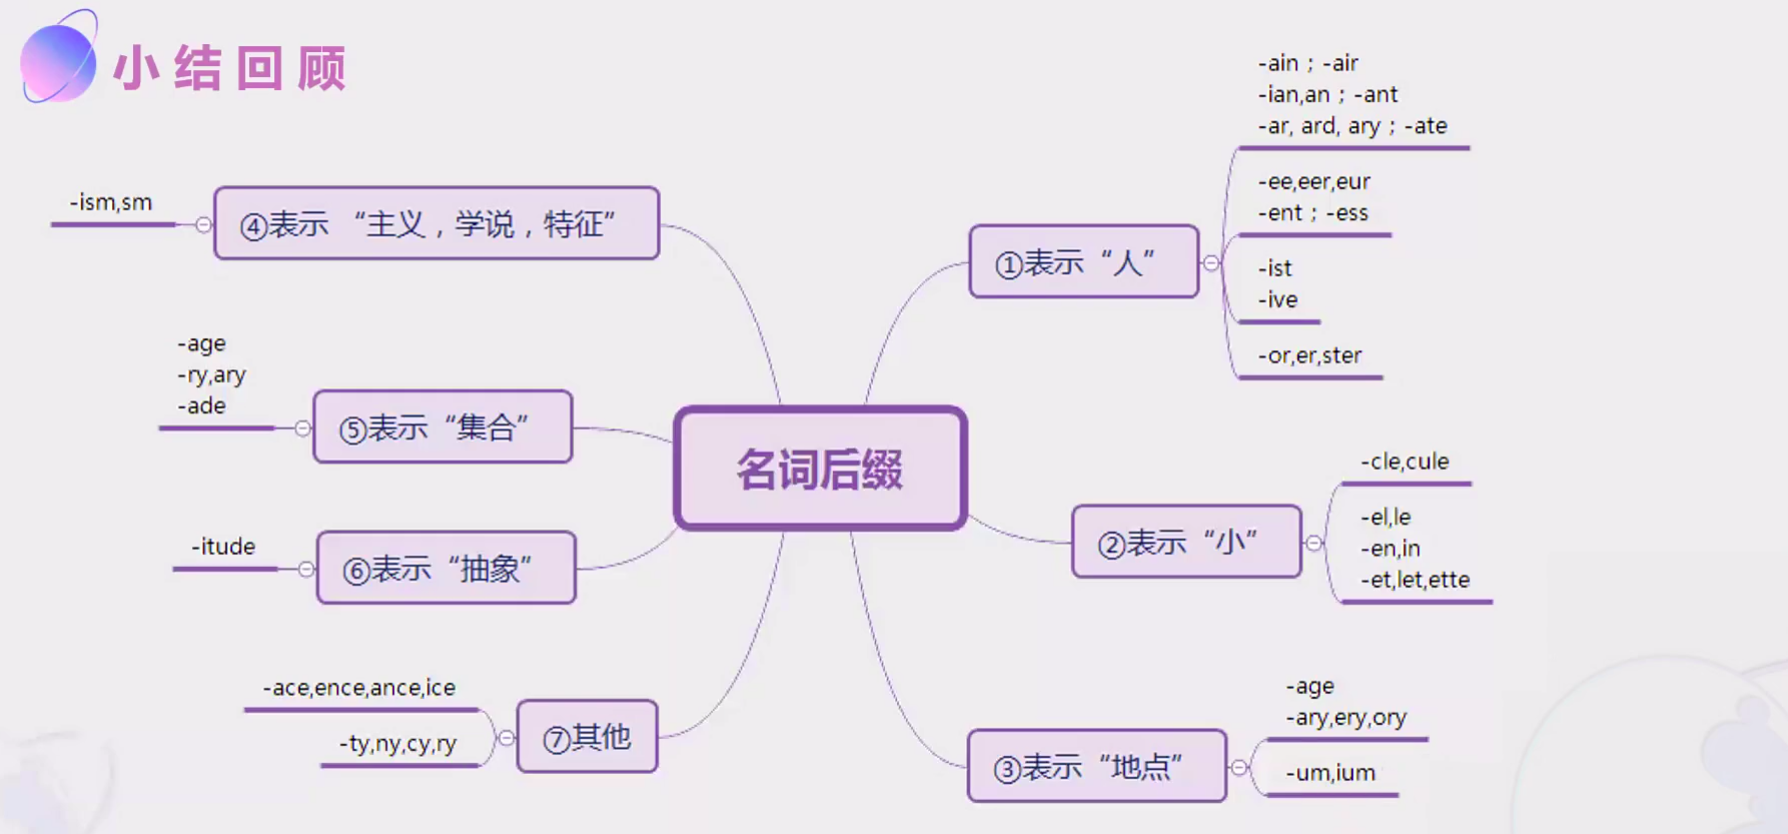 小结回顾
名词后缀
①表示“人”
-ain；-air
-ian,an；-ant
-ar, ard, ary；-ate
-ee,eer,eur
-ent；-ess
-ist
-ive
-or,er,ster
②表示“小”
-cle,cule
-el,le
-en,in
-et,let,ette
③表示“地点”
-age
-ary,ery,ory
-um,ium
④表示 “主义，学说，特征”
-ism,sm
⑤表示“集合”
-age
-ry,ary
-ade
⑥表示“抽象”
-itude
⑦其他
-ace,ence,ance,ice
-ty,ny,cy,ry